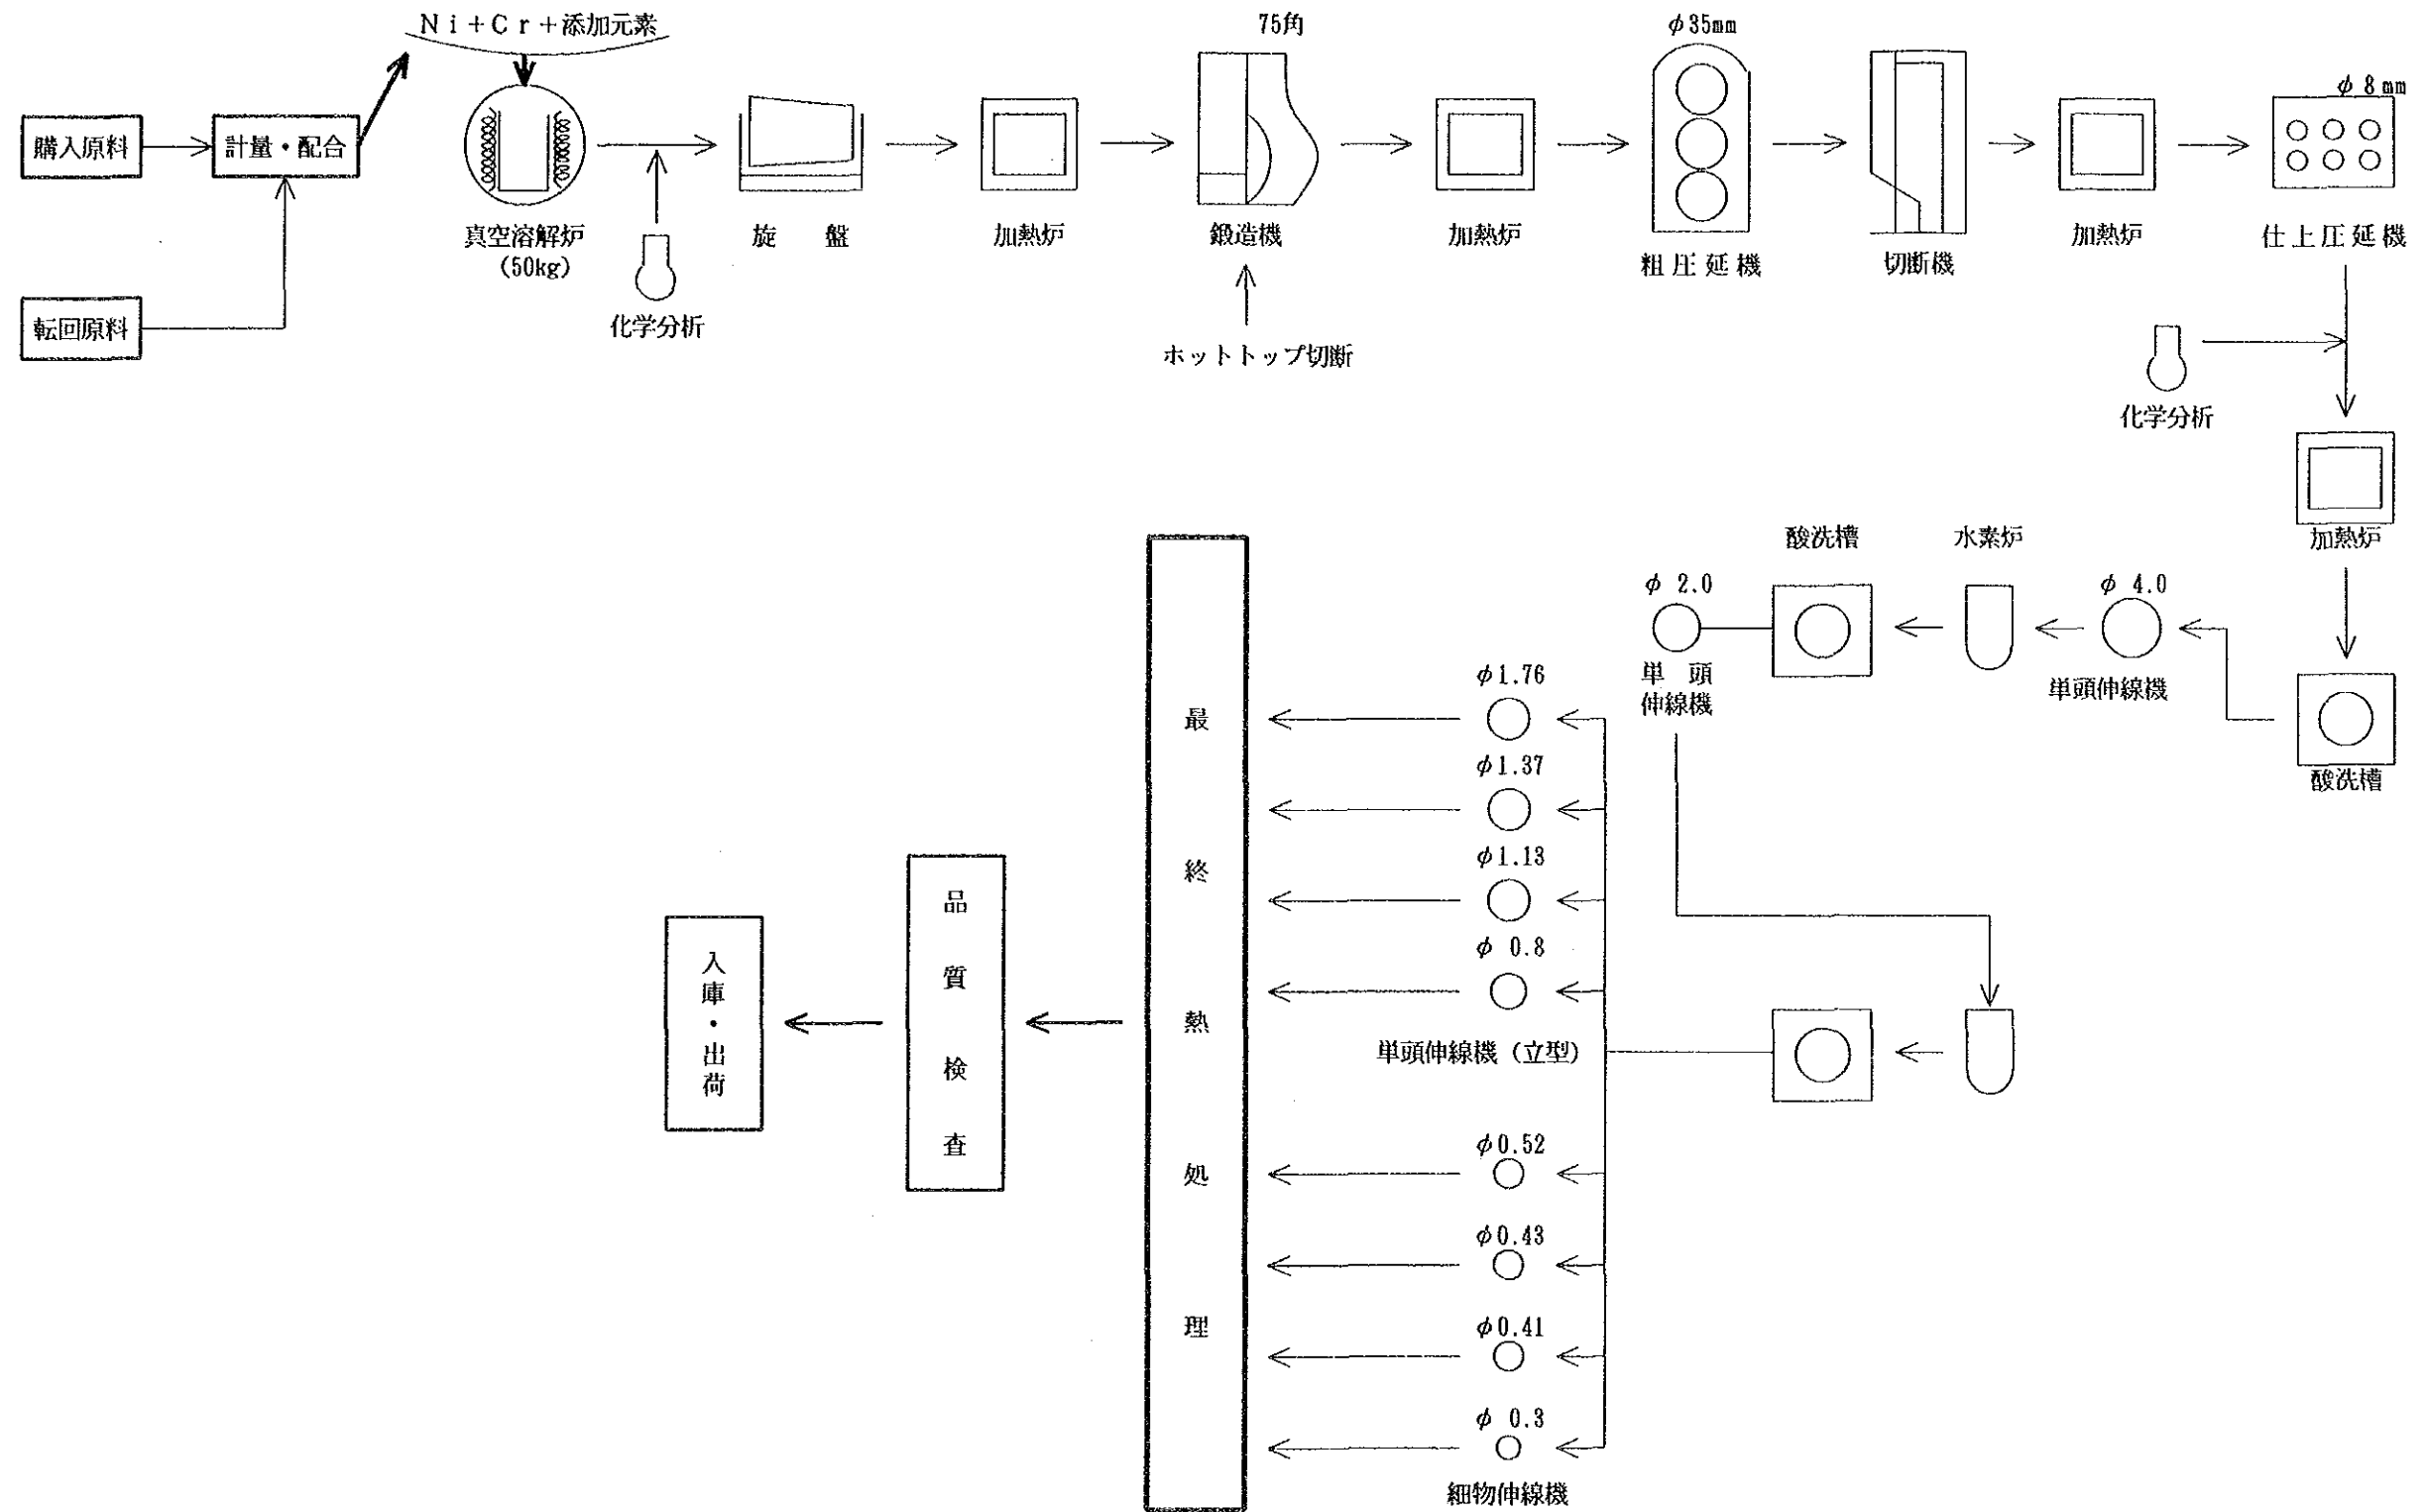 Ni+Cr+添加元素
75角
φ35mm
φ 8 mm
購入原料
計量・配合
真空溶解炉
(50kg)
旋 盤
加熱炉
鍛造機
加熱炉
粗圧延機
切断機
加熱炉
仕上圧延機
転回原料
化学分析
ホットトップ切断
化学分析
加熱炉
酸洗槽
水素炉
φ 2.0
φ 4.0
単 頭
伸線機
単頭伸線機
酸洗槽
φ1.76
φ1.37
φ1.13
φ 0.8
単頭伸線機(立型)
φ0.52
φ0.43
φ0.41
φ 0.3
細物伸線機
最終熱処理
品質検査
入庫・出荷